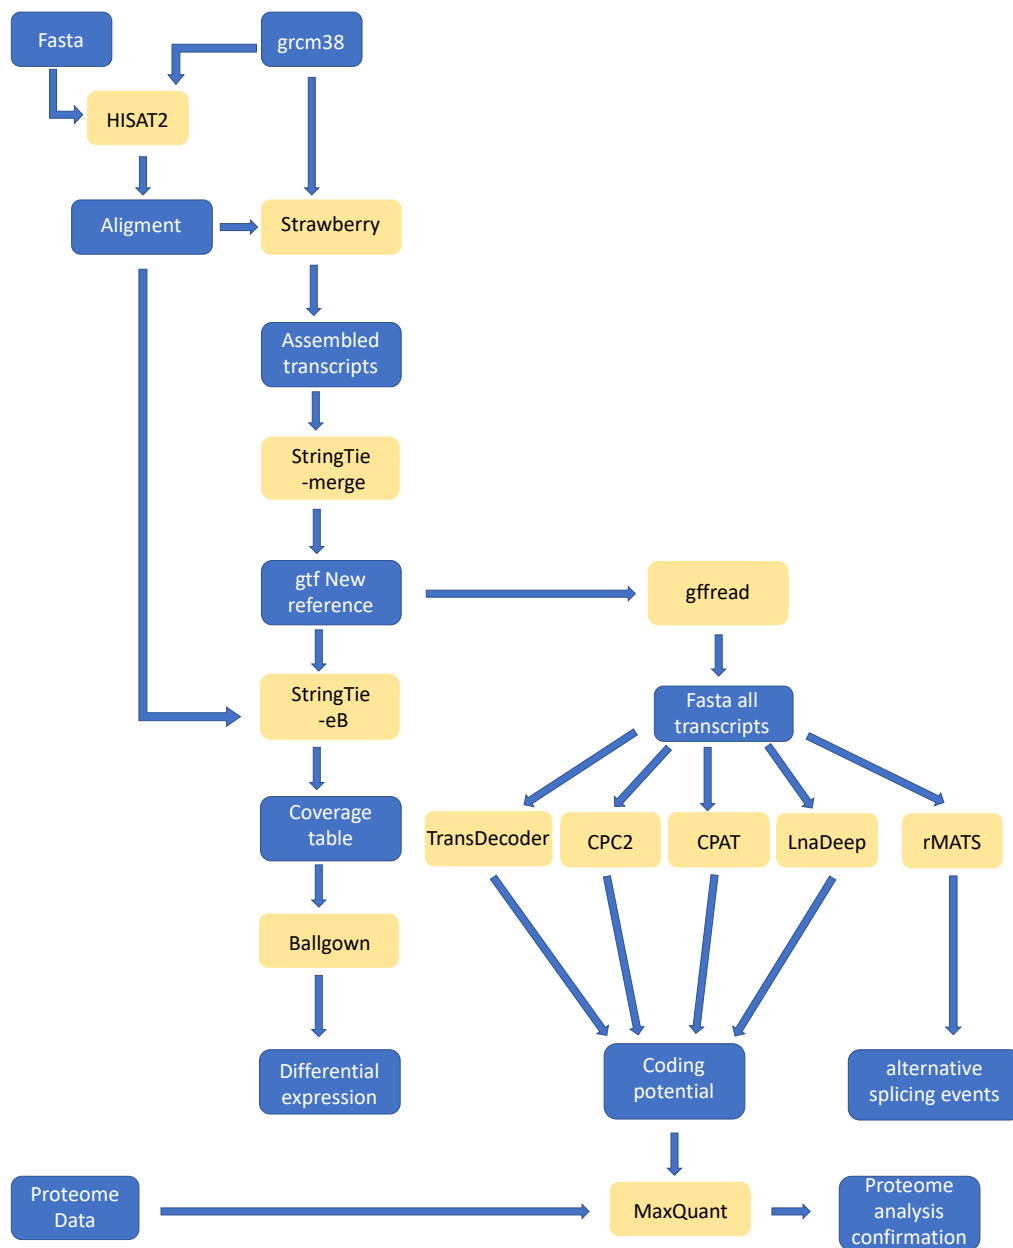 Fasta
grcm38
HISAT2
Aligment
Strawberry
Assembled
transcripts
StringTie
-merge
gtf New
reference
gffread
StringTie
-eB
Fasta all
transcripts
Coverage
table
TransDecoder
CPC2
CPAT
LnaDeep
rMATS
Ballgown
Differential
expression
Coding
potential
alternative
splicing events
Proteome
Data
MaxQuant
Proteome
analysis
confirmation